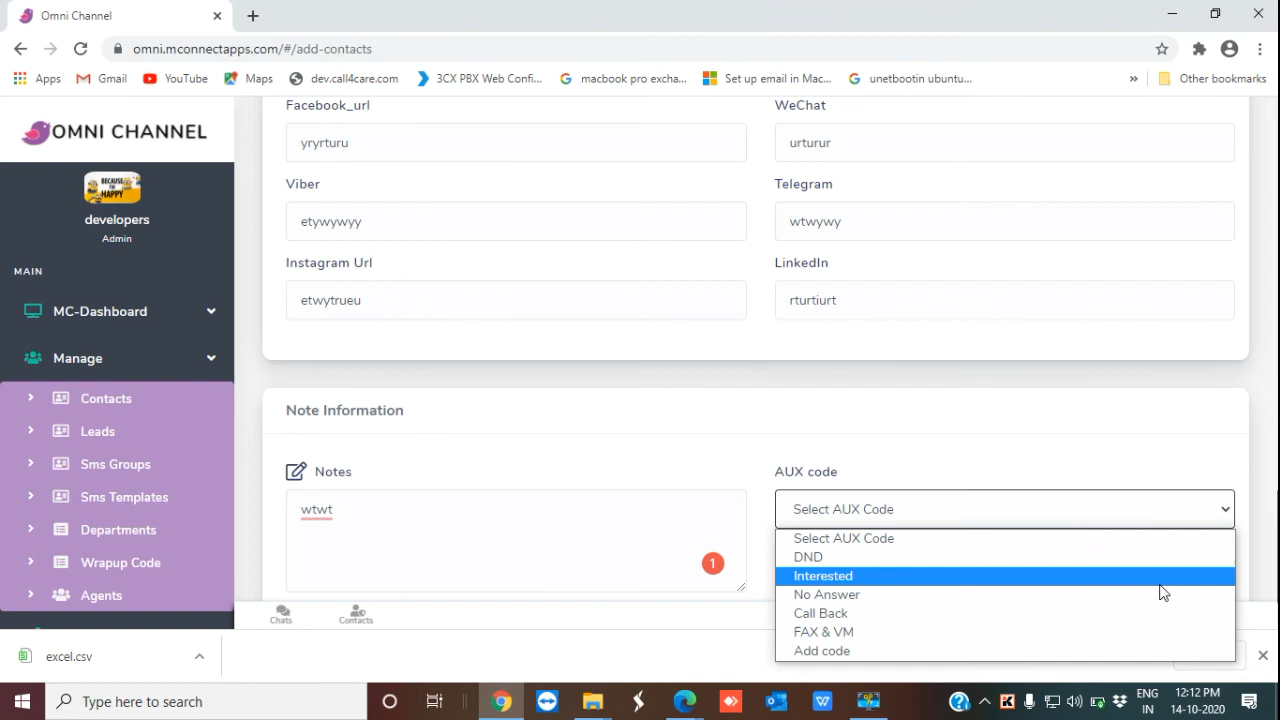 Omni Channel
omni.mconnectapps.com/#/add-contacts
Apps Gmail YouTube Maps dev.call4care.com 3CX PBX Web Confi... macbook pro excha... Set up email in Mac... unetbootin ubuntu... » Other bookmarks
OMNI CHANNEL
BECAUSE
I'M
HAPPY
developers
Admin
MAIN
MC-Dashboard
Manage
Contacts
Leads
Sms Groups
Sms Templates
Departments
Wrapup Code
Agents
Facebook_url WeChat
yryrturu urturur
Viber Telegram
etywywyy wtwywy
Instagram Url LinkedIn
etwytrueu rturtiurt
Note Information
Notes AUX code
wtwt Select AUX Code
1
Select AUX Code
DND
Interested
No Answer
Call Back
FAX & VM
Add code
Chats Contacts
excel.csv
Type here to search
ENG 12:12 PM
IN 14-10-2020